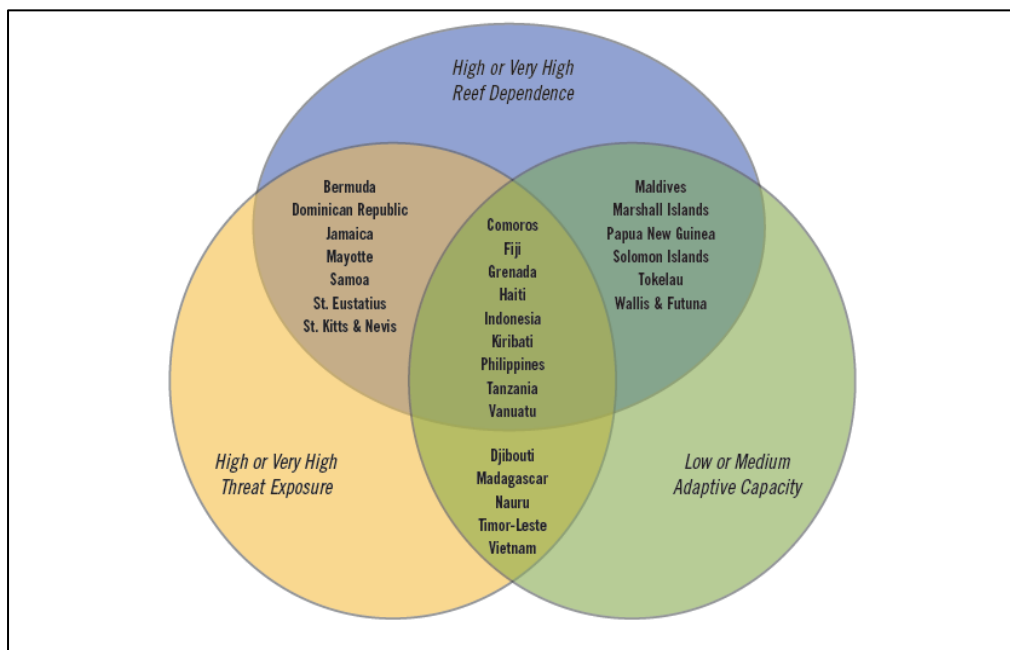 High or Very High
Reef Dependence
Bermuda
Dominican Republic
Jamaica
Mayotte
Samoa
St. Eustatius
St. Kitts & Nevis
Comoros
Fiji
Grenada
Haiti
Indonesia
Kiribati
Philippines
Tanzania
Vanuatu
Maldives
Marshall Islands
Papua New Guinea
Solomon Islands
Tokelau
Wallis & Futuna
High or Very High
Threat Exposure
Djibouti
Madagascar
Nauru
Timor-Leste
Vietnam
Low or Medium
Adaptive Capacity